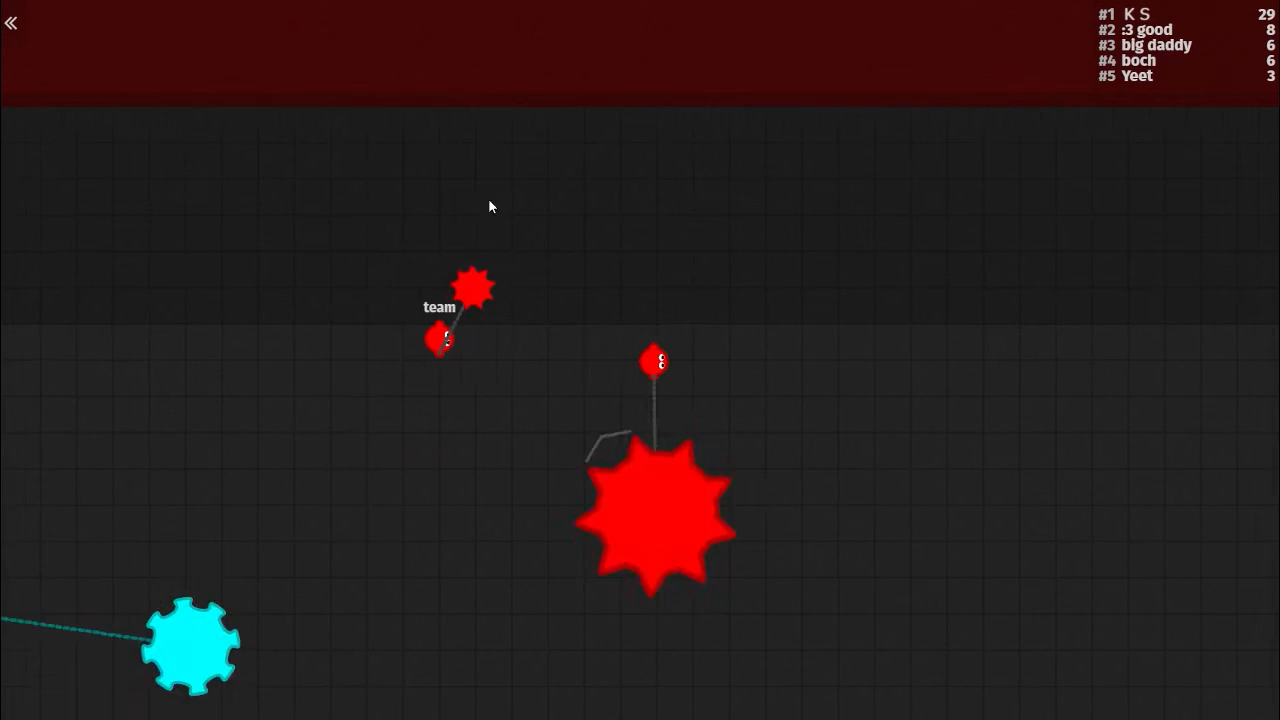 «
#1 K S 29
#2 :3 good 8
#3 big daddy 6
#4 boch 6
#5 Yeet 3
team